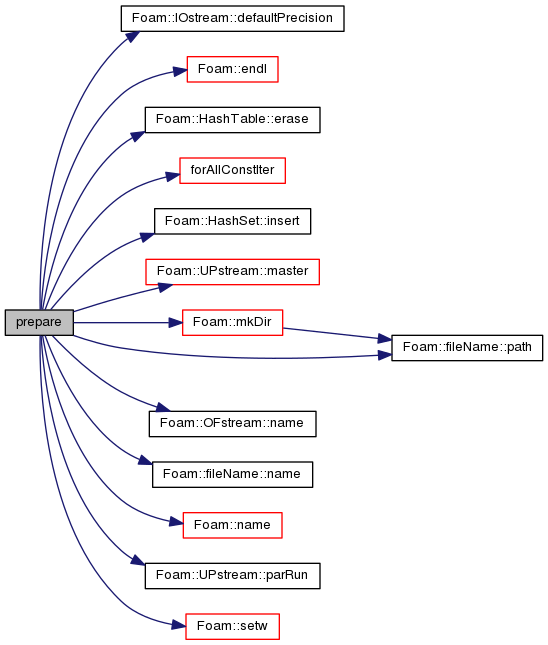 Foam::IOstream::defaultPrecision
Foam::endl
Foam::HashTable::erase
forAllConstIter
Foam::HashSet::insert
Foam::UPstream::master
prepare
Foam::mkDir
Foam::fileName::path
Foam::OFstream::name
Foam::fileName::name
Foam::name
Foam::UPstream::parRun
Foam::setw